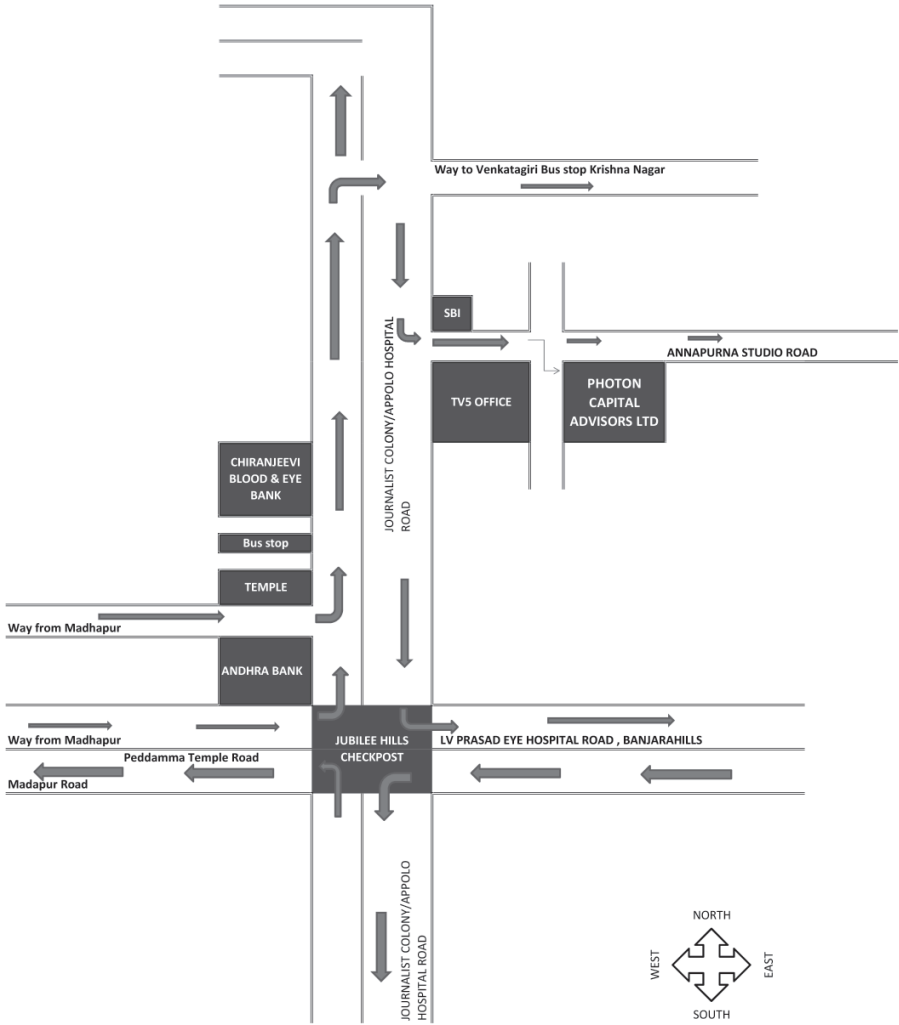 Way to Venkatagiri Bus stop Krishna Nagar
SBI
ANNAPURNA STUDIO ROAD
JOURNALIST COLONY/APPOLO HOSPITAL
ROAD
TV5 OFFICE
PHOTON
CAPITAL
ADVISORS LTD
CHIRANJEEVI
BLOOD & EYE
BANK
Bus stop
TEMPLE
Way from Madhapur
ANDHRA BANK
Way from Madhapur
JUBILEE HILLS
CHECKPOST
LV PRASAD EYE HOSPITAL ROAD , BANJARAHILLS
Peddamma Temple Road
Madapur Road
JOURNALIST COLONY/APPOLO
HOSPITAL ROAD
NORTH
WEST
EAST
SOUTH